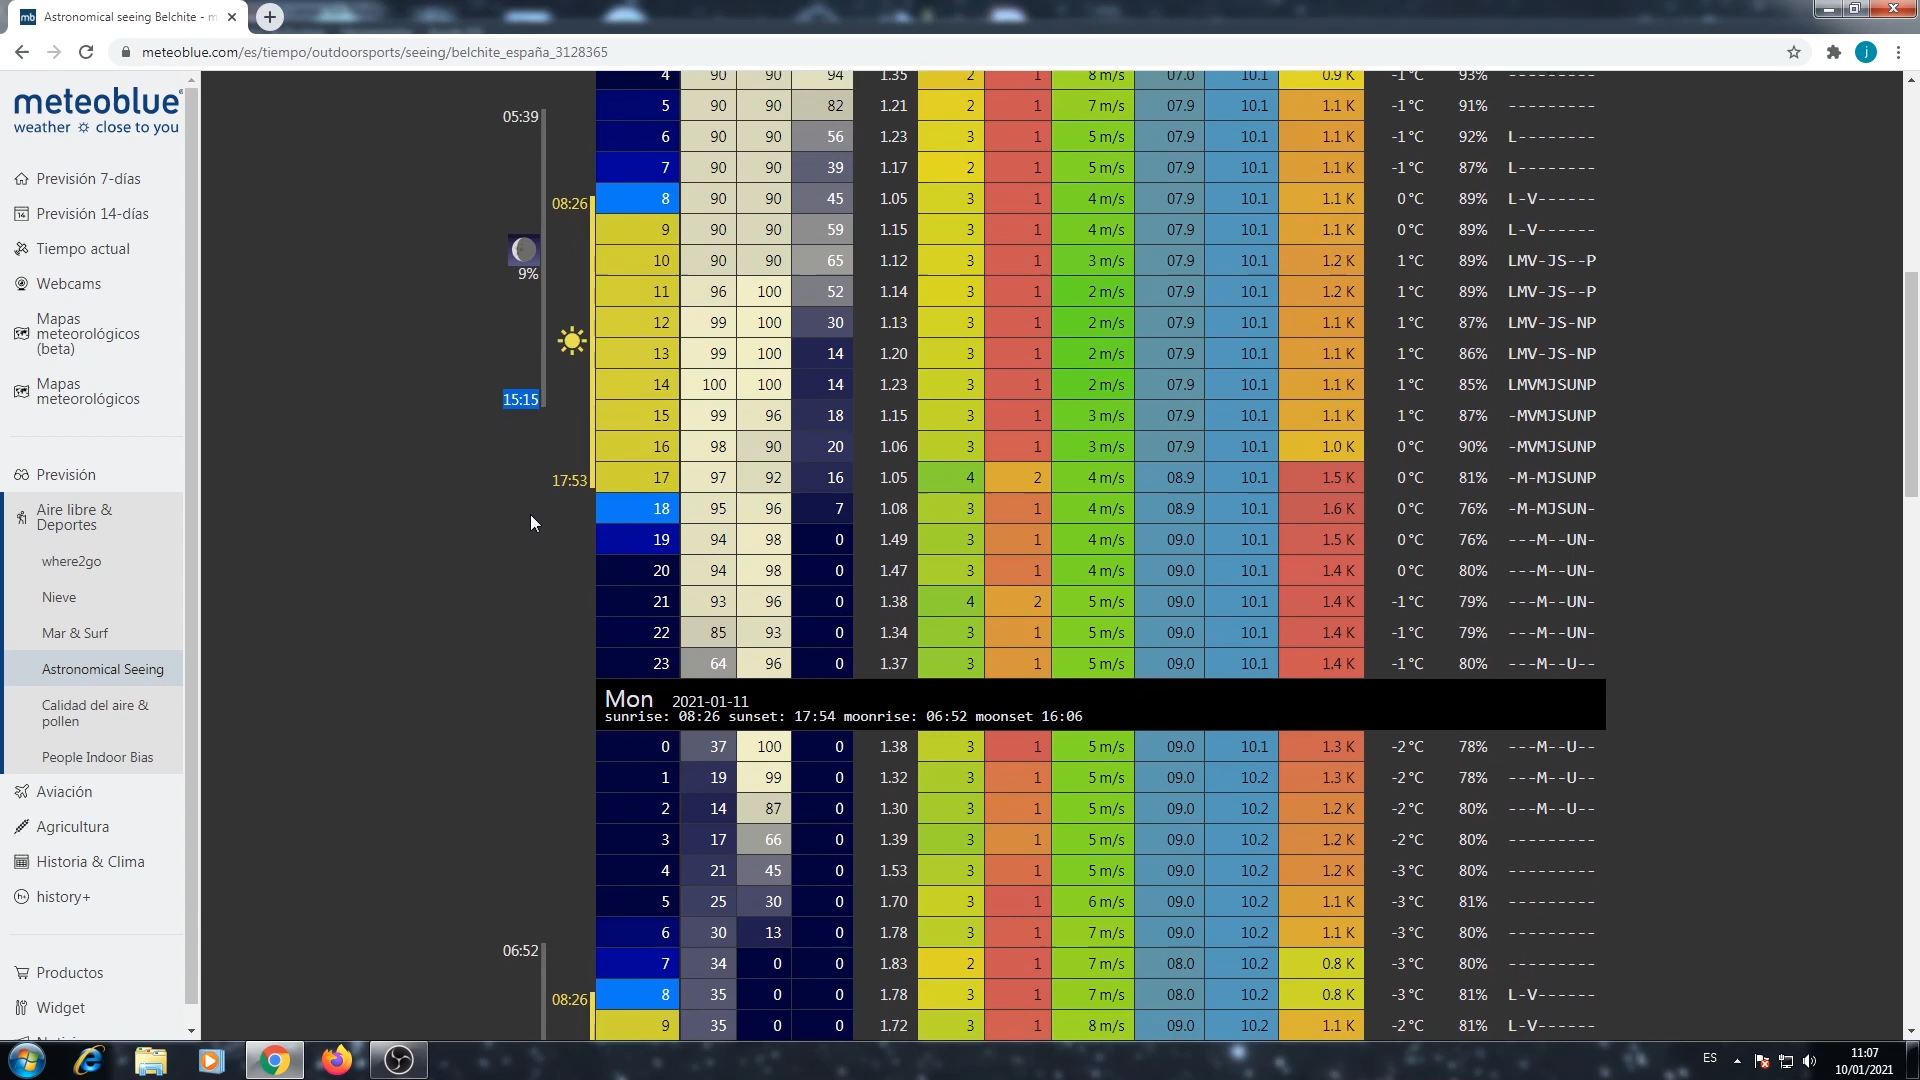 Astronomical seeing Belchite - m
meteoblue.com/es/tiempo/outdoorsports/seeing/belchite_españa_3128365
j
meteoblue
weather ☼ close to you
Previsión 7-días
14
Previsión 14-días
Tiempo actual
Webcams
Mapas
meteorológicos
(beta)
Mapas
meteorológicos
Previsión
Aire libre &
Deportes
where2go
Nieve
Mar & Surf
Astronomical Seeing
Calidad del aire &
pollen
People Indoor Bias
Aviación
Agricultura
Historia & Clima
history+
Productos
Widget
05:39
08:26
9%
15:15
17:53
06:52
08:26
4 90 90 94 1.35 2 1 8 m/s 07.0 10.1 0.9 K -1°C 93% ---------
5 90 90 82 1.21 2 1 7 m/s 07.9 10.1 1.1 K -1°C 91% ---------
6 90 90 56 1.23 3 1 5 m/s 07.9 10.1 1.1 K -1°C 92% L--------
7 90 90 39 1.17 2 1 5 m/s 07.9 10.1 1.1 K -1°C 87% L--------
8 90 90 45 1.05 3 1 4 m/s 07.9 10.1 1.1 K 0°C 89% L-V------
9 90 90 59 1.15 3 1 4 m/s 07.9 10.1 1.1 K 0°C 89% L-V------
10 90 90 65 1.12 3 1 3 m/s 07.9 10.1 1.2 K 1°C 89% LMV-JS--P
11 96 100 52 1.14 3 1 2 m/s 07.9 10.1 1.2 K 1°C 89% LMV-JS--P
12 99 100 30 1.13 3 1 2 m/s 07.9 10.1 1.1 K 1°C 87% LMV-JS-NP
13 99 100 14 1.20 3 1 2 m/s 07.9 10.1 1.1 K 1°C 86% LMV-JS-NP
14 100 100 14 1.23 3 1 2 m/s 07.9 10.1 1.1 K 1°C 85% LMVMJSUNP
15 99 96 18 1.15 3 1 3 m/s 07.9 10.1 1.1 K 1°C 87% -MVMJSUNP
16 98 90 20 1.06 3 1 3 m/s 07.9 10.1 1.0 K 0°C 90% -MVMJSUNP
17 97 92 16 1.05 4 2 4 m/s 08.9 10.1 1.5 K 0°C 81% -M-MJSUNP
18 95 96 7 1.08 3 1 4 m/s 08.9 10.1 1.6 K 0°C 76% -M-MJSUN-
19 94 98 0 1.49 3 1 4 m/s 09.0 10.1 1.5 K 0°C 76% ---M--UN-
20 94 98 0 1.47 3 1 4 m/s 09.0 10.1 1.4 K 0°C 80% ---M--UN-
21 93 96 0 1.38 4 2 5 m/s 09.0 10.1 1.4 K -1°C 79% ---M--UN-
22 85 93 0 1.34 3 1 5 m/s 09.0 10.1 1.4 K -1°C 79% ---M--UN-
23 64 96 0 1.37 3 1 5 m/s 09.0 10.1 1.4 K -1°C 80% ---M--U--
Mon 2021-01-11
sunrise: 08:26 sunset: 17:54 moonrise: 06:52 moonset 16:06
0 37 100 0 1.38 3 1 5 m/s 09.0 10.1 1.3 K -2°C 78% ---M--U--
1 19 99 0 1.32 3 1 5 m/s 09.0 10.2 1.3 K -2°C 78% ---M--U--
2 14 87 0 1.30 3 1 5 m/s 09.0 10.2 1.2 K -2°C 80% ---M--U--
3 17 66 0 1.39 3 1 5 m/s 09.0 10.2 1.2 K -2°C 80% ---------
4 21 45 0 1.53 3 1 5 m/s 09.0 10.2 1.2 K -3°C 80% ---------
5 25 30 0 1.70 3 1 6 m/s 09.0 10.2 1.1 K -3°C 81% ---------
6 30 13 0 1.78 3 1 7 m/s 09.0 10.2 1.1 K -3°C 80% ---------
7 34 0 0 1.83 2 1 7 m/s 08.0 10.2 0.8 K -3°C 80% ---------
8 35 0 0 1.78 3 1 7 m/s 08.0 10.2 0.8 K -3°C 81% L-V------
9 35 0 0 1.72 3 1 8 m/s 09.0 10.2 1.1 K -2°C 81% L-V------
ES
11:07
10/01/2021